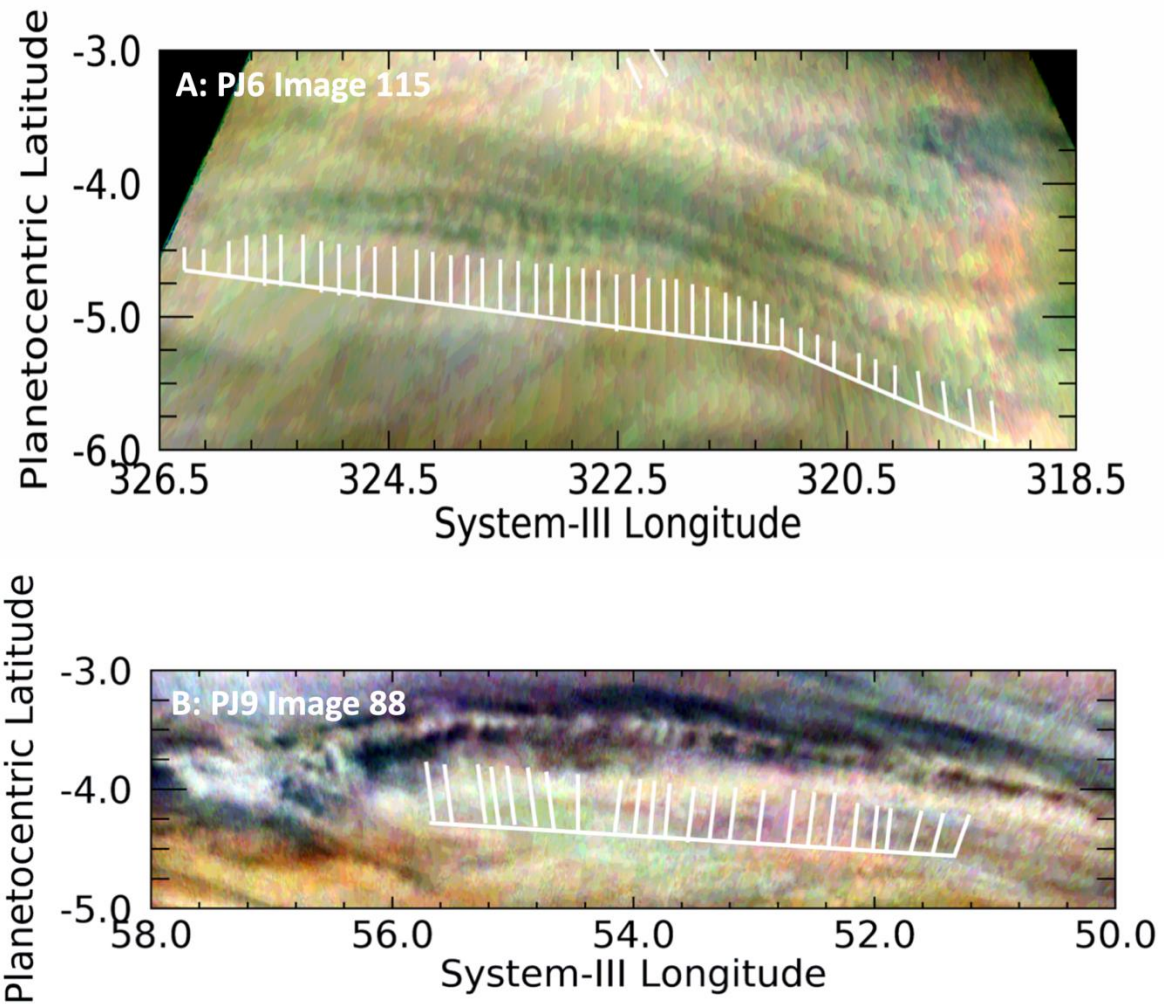 Planetocentric Latitude
-3.0
-4.0
-5.0
-6.0
A: PJ6 Image 115
326.5 324.5 322.5 320.5 318.5
System-III Longitude
Planetocentric Latitude
-3.0
-4.0
-5.0
B: PJ9 Image 88
58.0 56.0 54.0 52.0 50.0
System-III Longitude